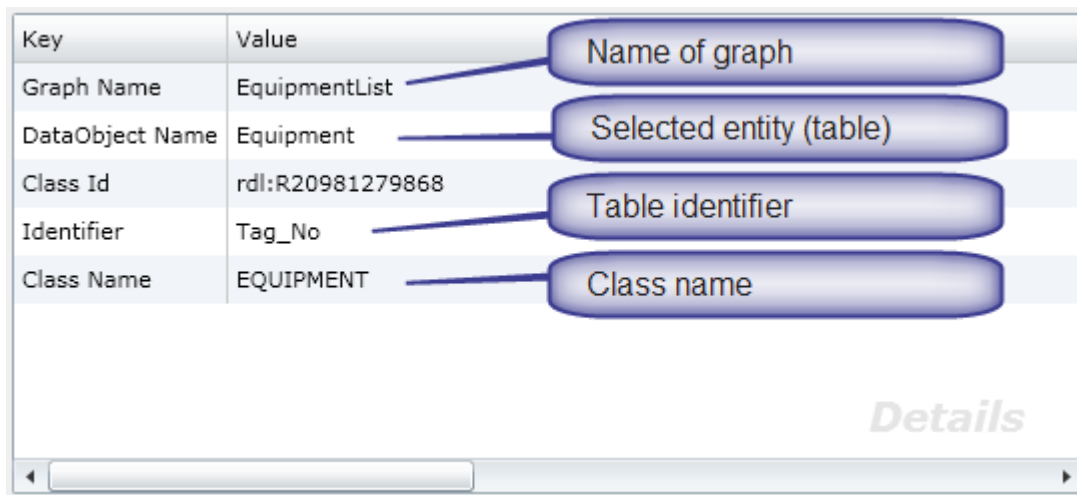 Key Value
Name of graph
Graph Name EquipmentList
DataObject Name Equipment
Selected entity (table)
Class Id rdl:R20981279868
Table identifier
Identifier Tag_No
Class Name EQUIPMENT
Class name
Details